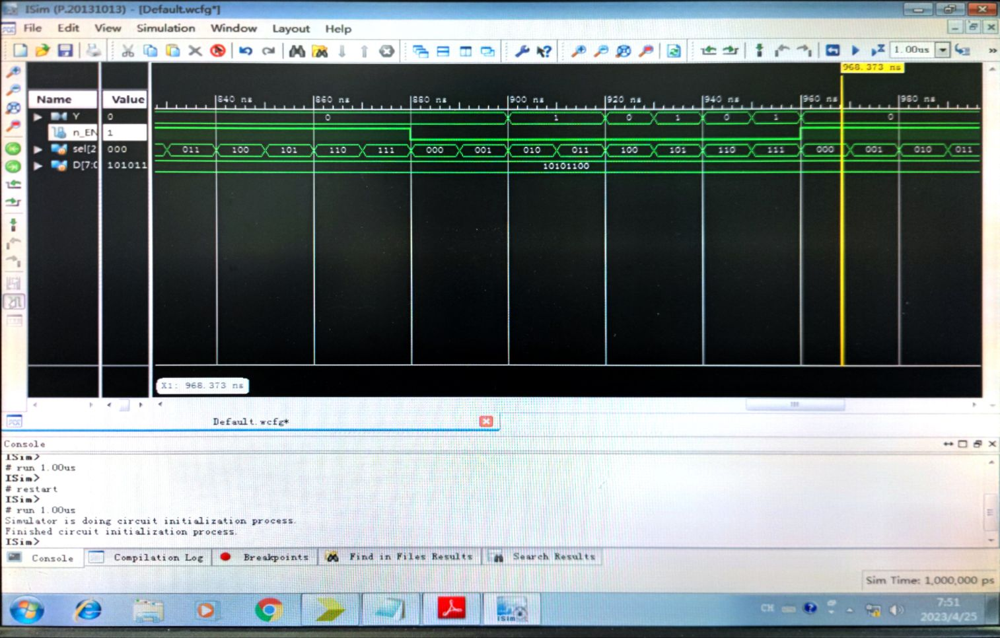 ISim (P.20131013) - [Default.wcfg*]
File Edit View Simulation Window Layout Help
1.00us
968.373 ns
Name Value
840 ns 860 ns 880 ns 900 ns 920 ns 940 ns 960 ns 980 ns
Y 0 0 1 0 1 0 1 0
n_EN 1
sel[2 000 011 100 101 110 111 000 001 010 011 100 101 110 111 000 001 010 011
D[7:0 101011 10101100
X1: 968.373 ns
Default.wcfg*
Console
ISim>
# run 1.00us
ISim>
# restart
ISim>
# run 1.00us
Simulator is doing circuit initialization process.
Finished circuit initialization process.
ISim>
Console Compilation Log Breakpoints Find in Files Results Search Results
Sim Time: 1,000,000 ps
CH 7:51
ISim 2023/4/25